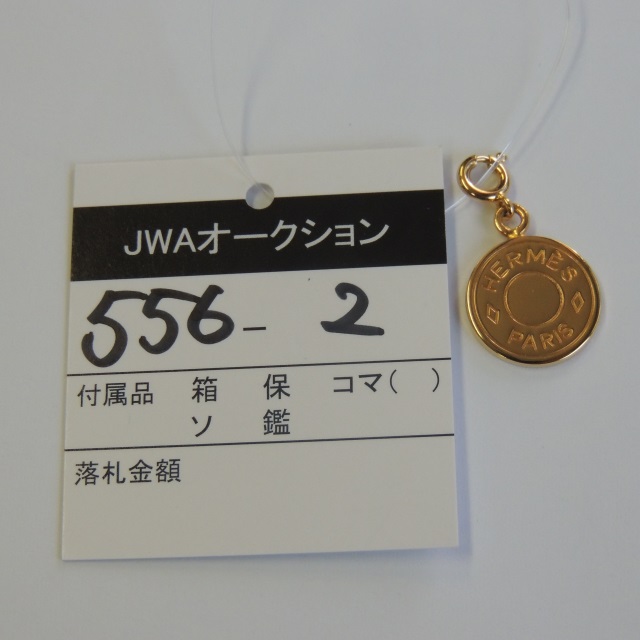 JWAオークション
556- 2
付属品 箱 保 コマ( )
ソ 鑑
落札金額
HERMÈS
PARIS